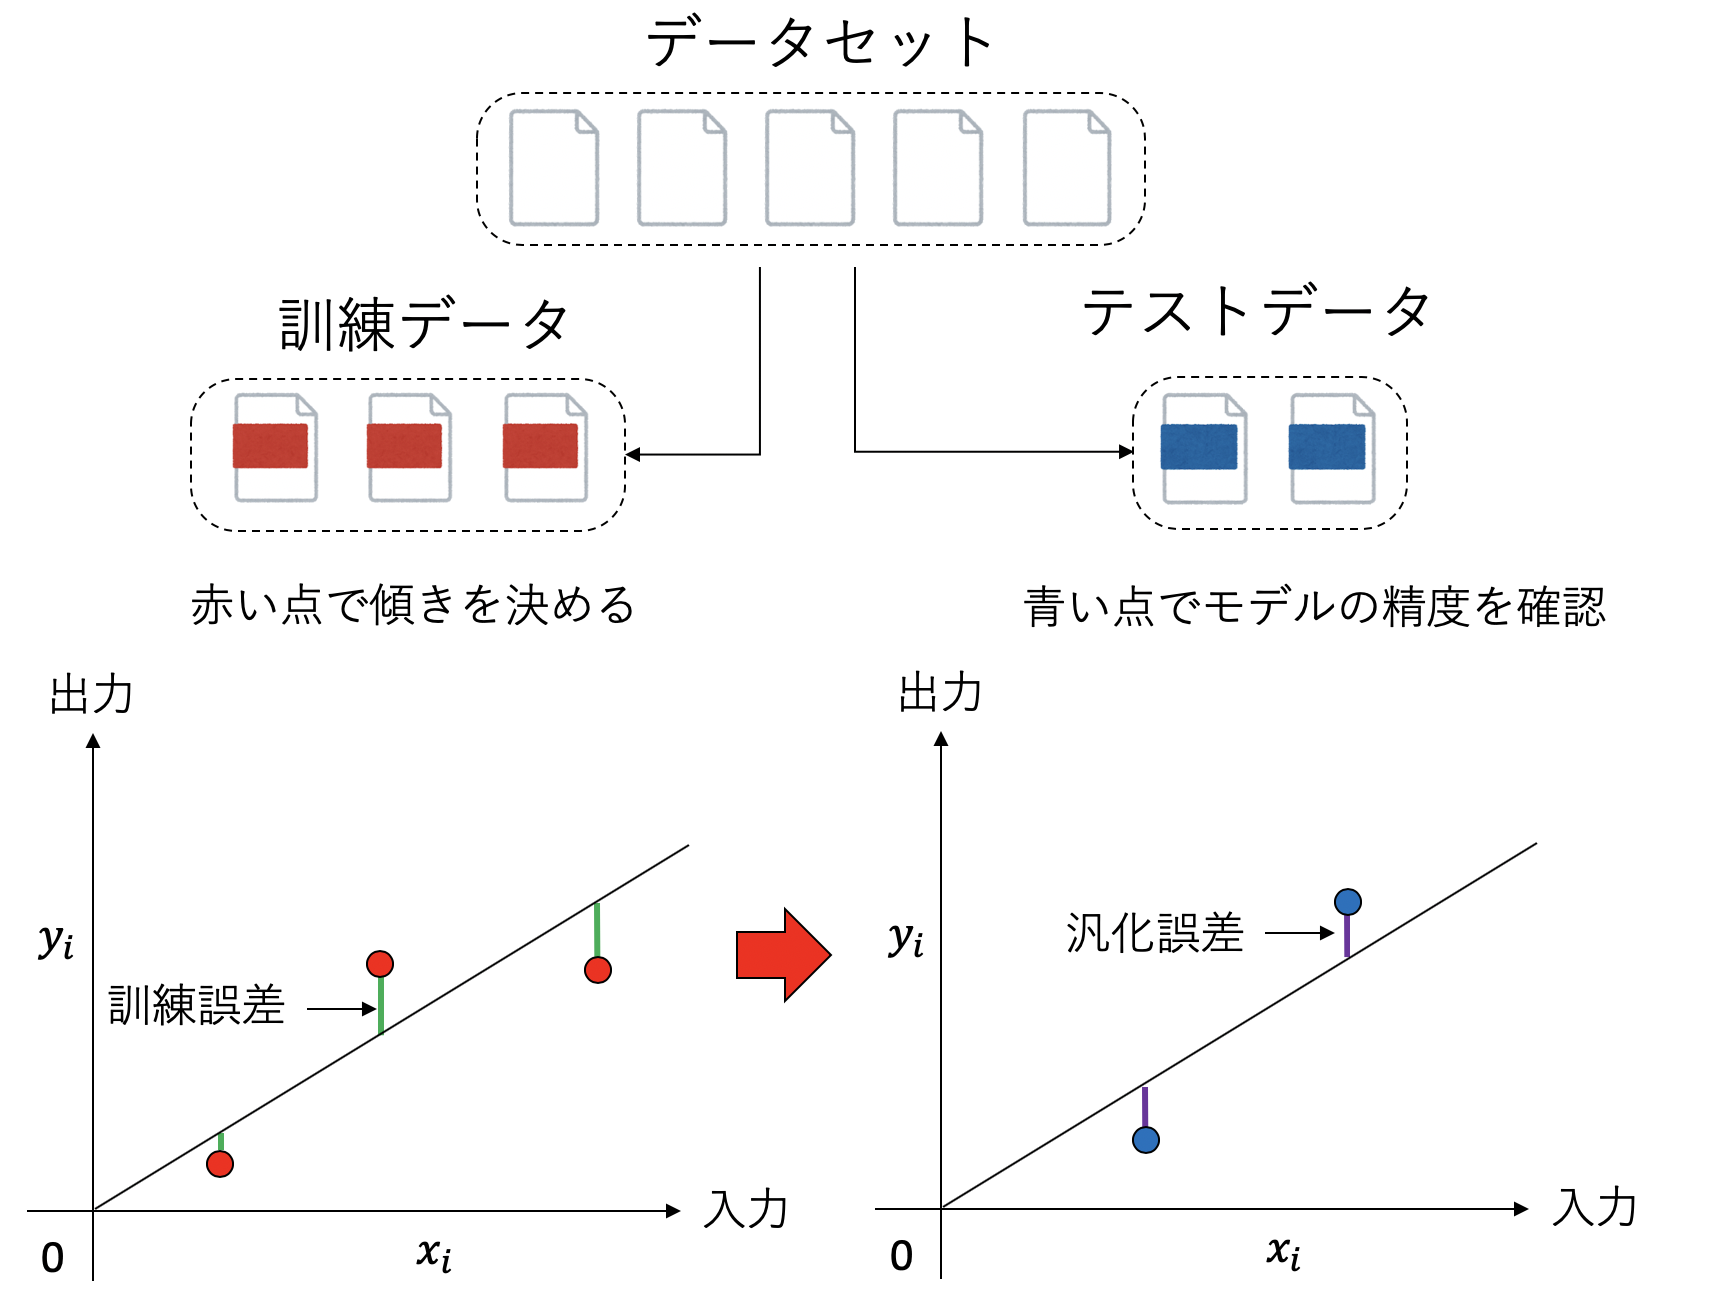 データセット
訓練データ
テストデータ
赤い点で傾きを決める
青い点でモデルの精度を確認
出力
y_i
訓練誤差
入力
0
x_i
出力
y_i
汎化誤差
入力
0
x_i